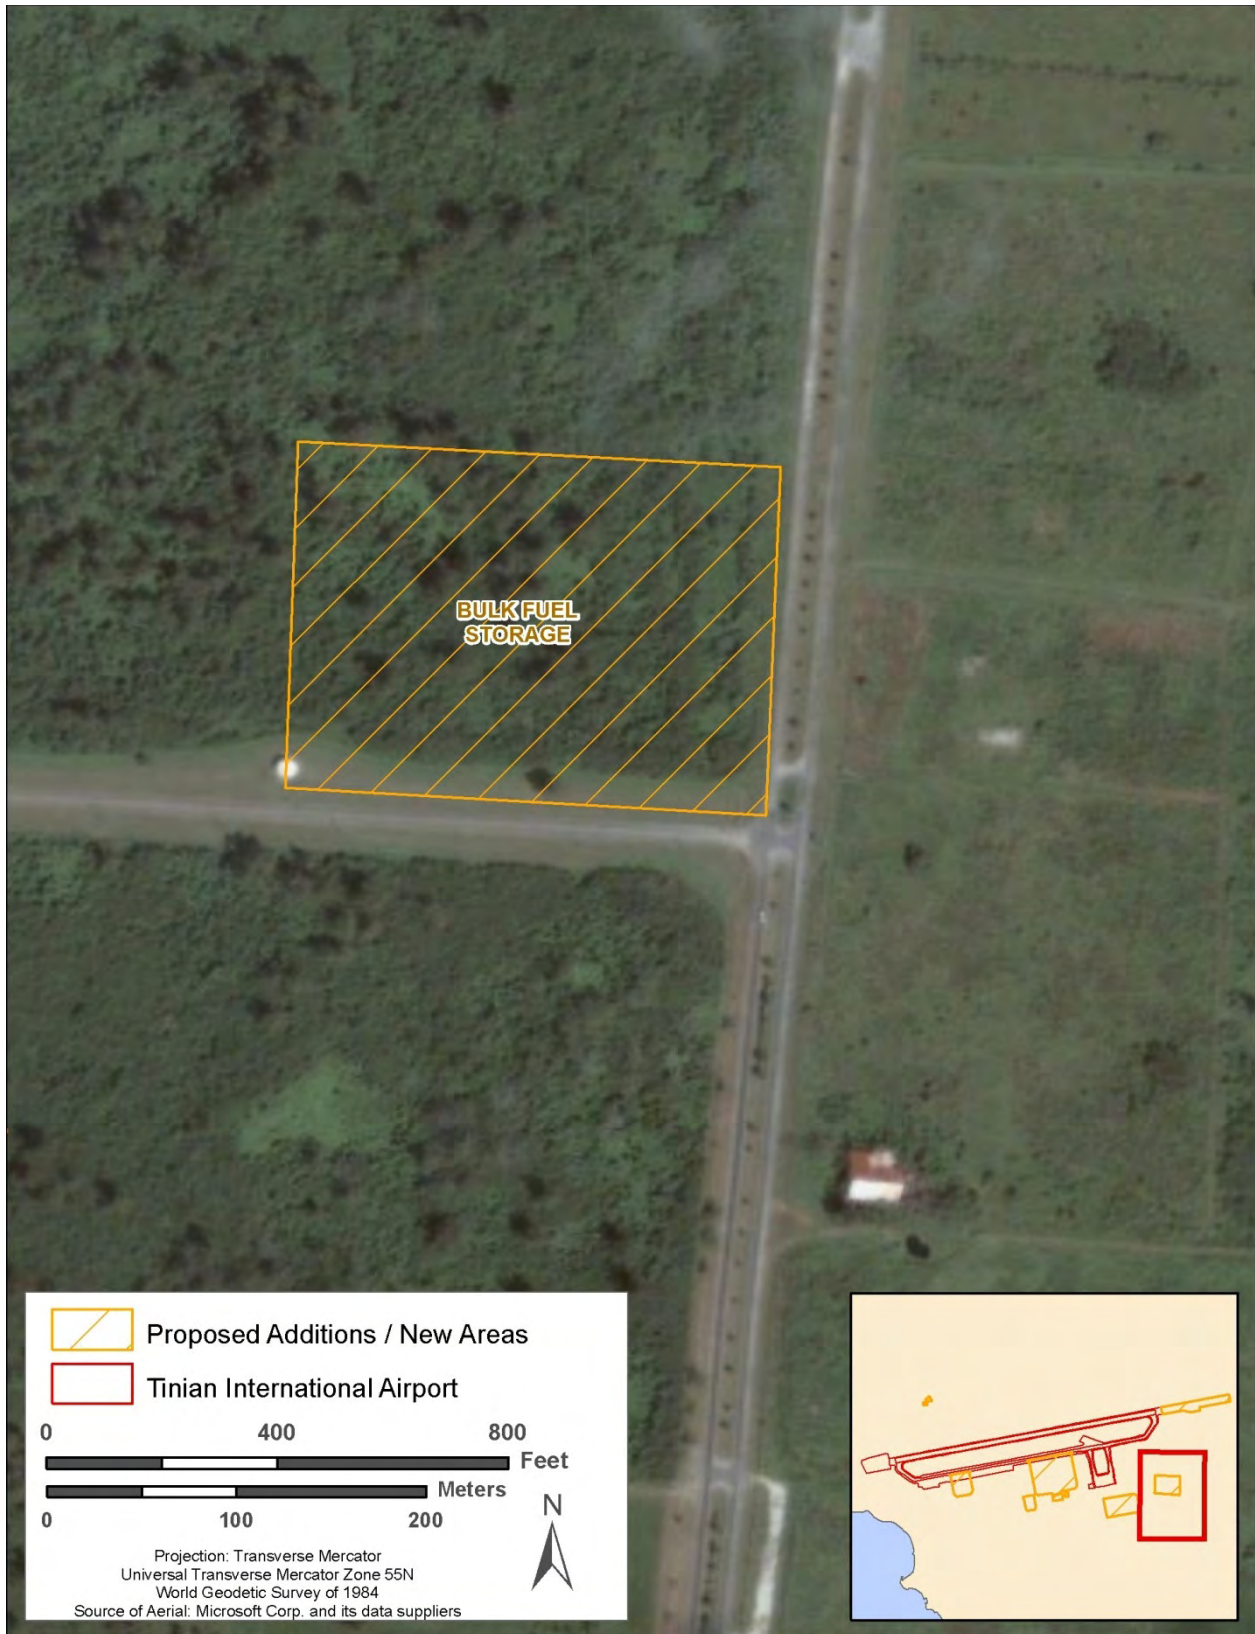 BULK FUEL
STORAGE
Proposed Additions / New Areas
Tinian International Airport
0 400 800
Feet
Meters
0 100 200
N
Projection: Transverse Mercator
Universal Transverse Mercator Zone 55N
World Geodetic Survey of 1984
Source of Aerial: Microsoft Corp. and its data suppliers